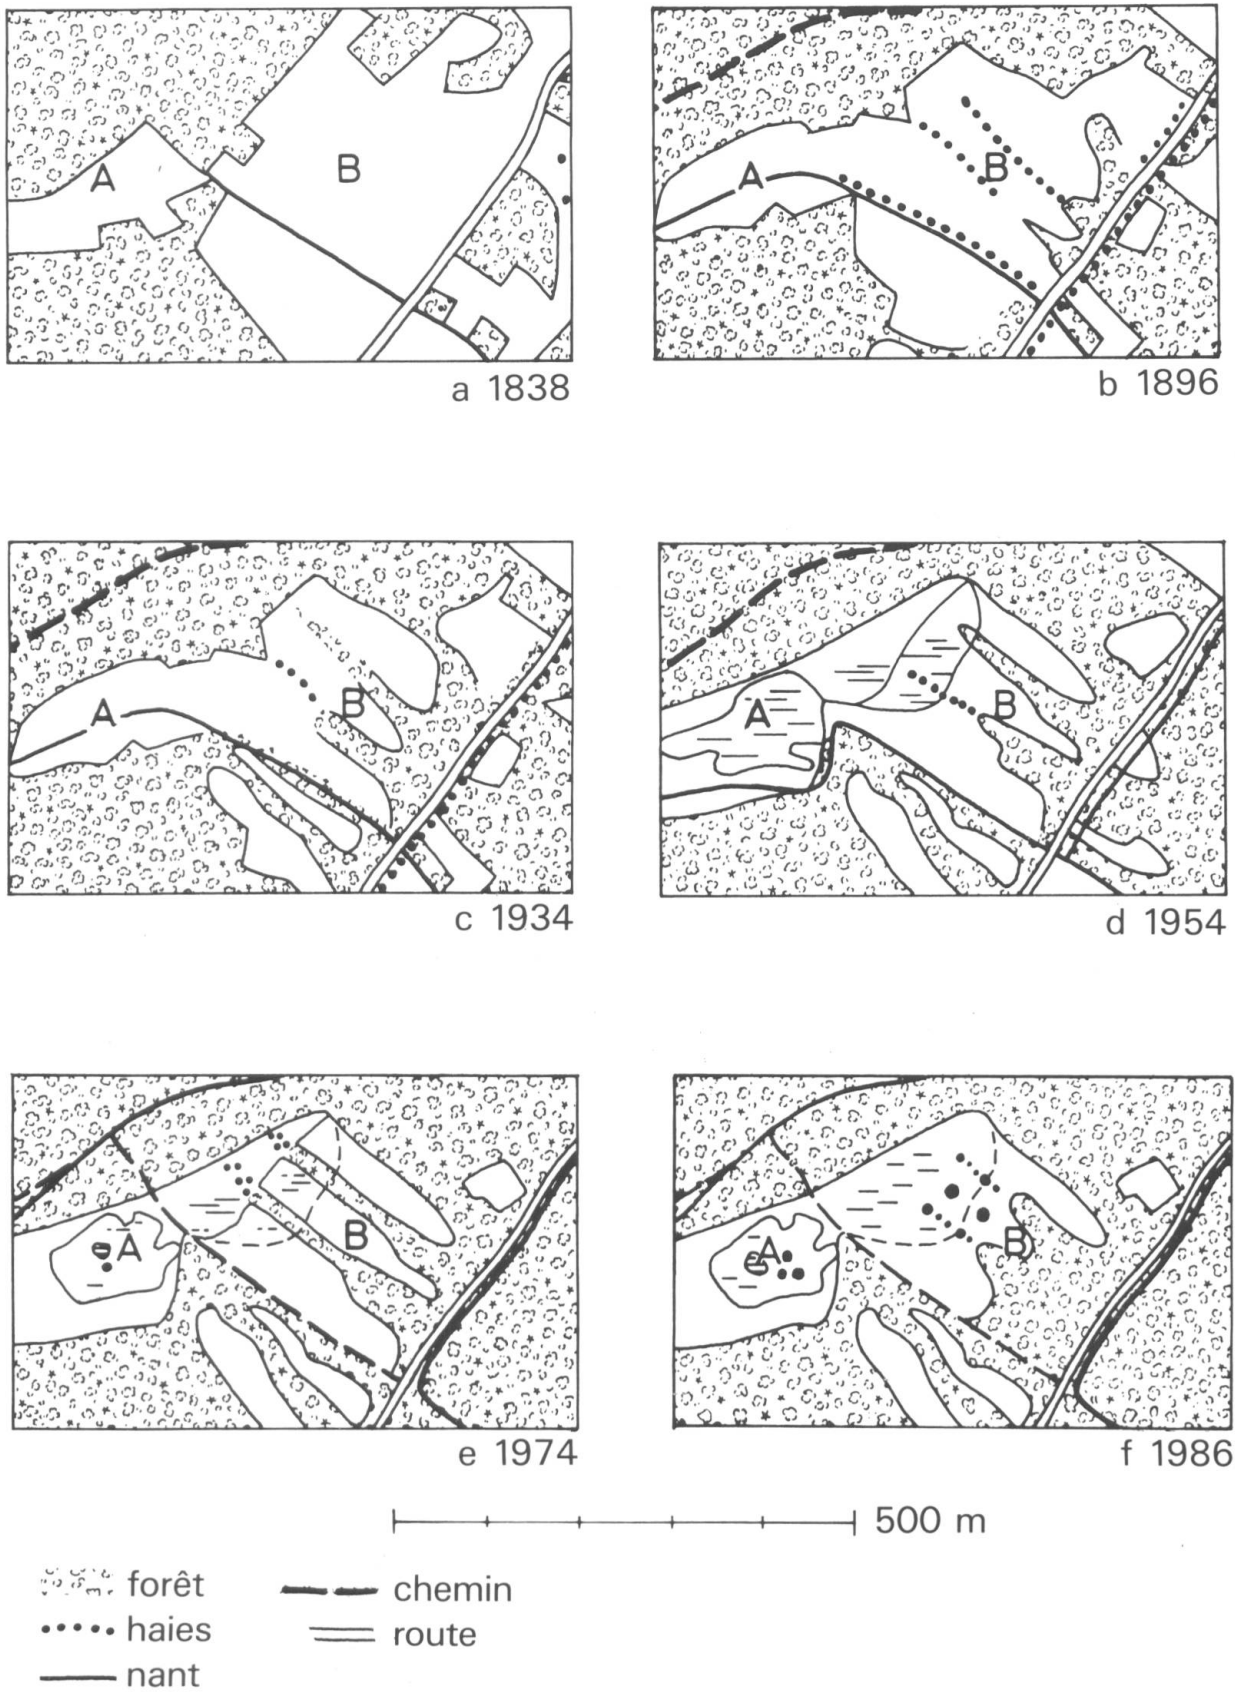 A
B
a 1838
A
B
b 1896
A
B
c 1934
A
B
d 1954
A
B
e 1974
A
B
f 1986
500 m
forêt
chemin
haies
route
nant